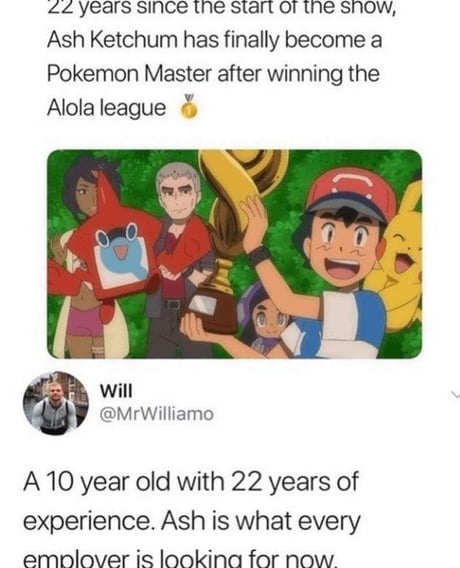 22 years since the start of the show,
Ash Ketchum has finally become a
Pokemon Master after winning the
Alola league 🏅
Will
@MrWilliamo
A 10 year old with 22 years of
experience. Ash is what every
employer is looking for now.